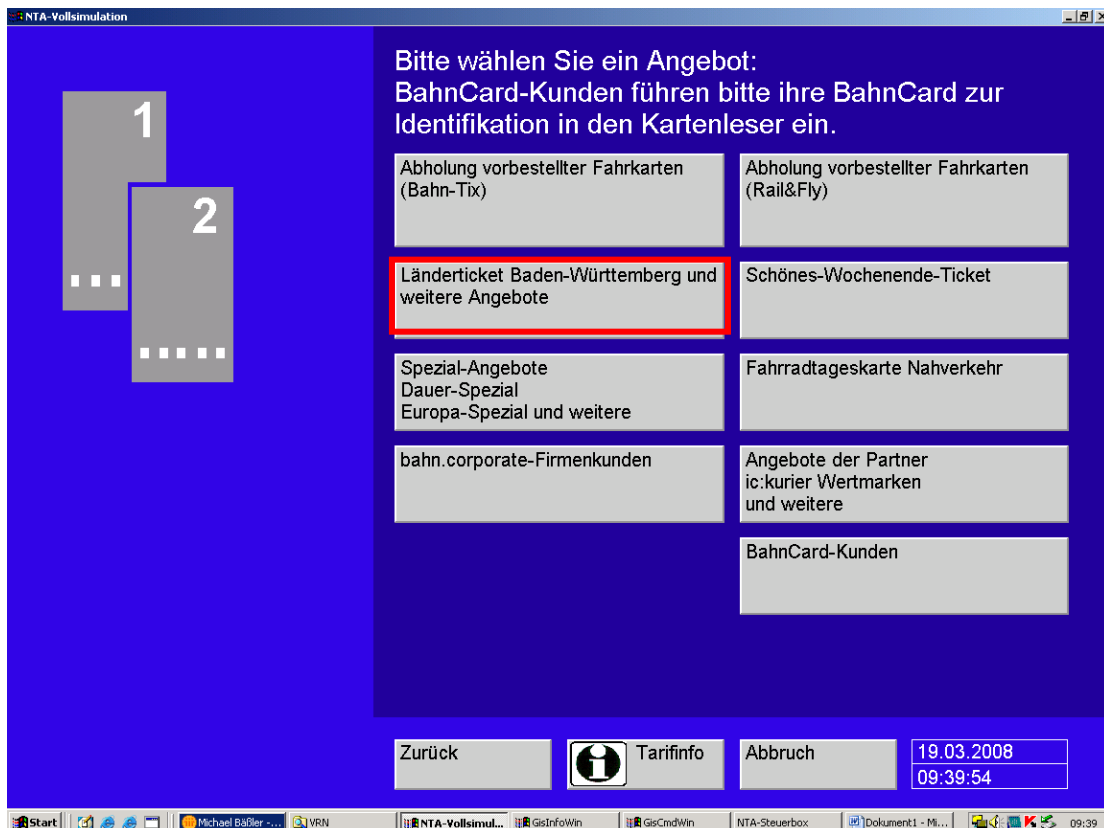 NTA-Vollsimulation
1
2
Bitte wählen Sie ein Angebot:
BahnCard-Kunden führen bitte ihre BahnCard zur
Identifikation in den Kartenleser ein.
Abholung vorbestellter Fahrkarten
(Bahn-Tix)
Abholung vorbestellter Fahrkarten
(Rail&Fly)
Länderticket Baden-Württemberg und
weitere Angebote
Schönes-Wochenende-Ticket
Spezial-Angebote
Dauer-Spezial
Europa-Spezial und weitere
Fahrradtageskarte Nahverkehr
bahn.corporate-Firmenkunden
Angebote der Partner
ic:kurier Wertmarken
und weitere
BahnCard-Kunden
Zurück
Tarifinfo
Abbruch
19.03.2008
09:39:54
Start
Michael Bäßler -...
VRN
NTA-Vollsimul...
GisInfoWin
GisCmdWin
NTA-Steuerbox
Dokument1 - Mi...
09:39